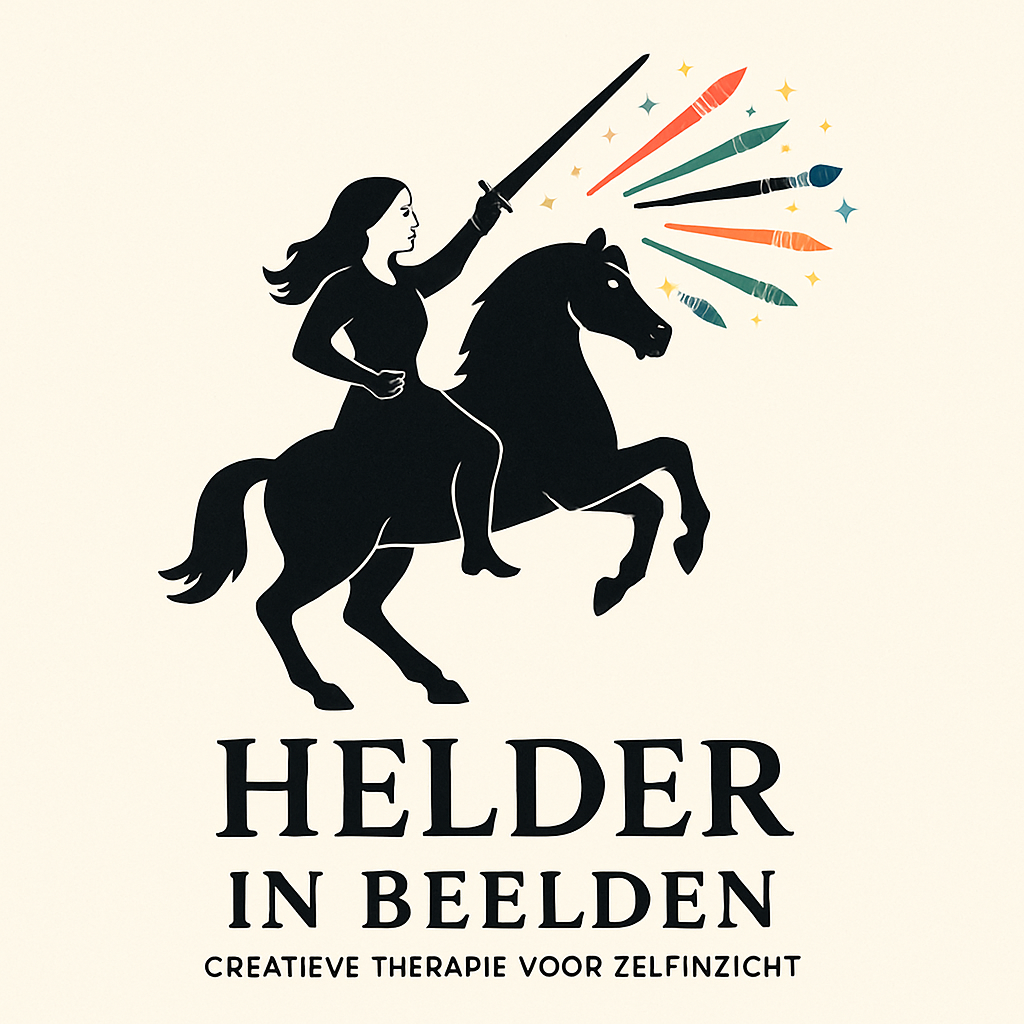 HELDER
IN BEELDEN
CREATIEVE THERAPIE VOOR ZELFINZICHT